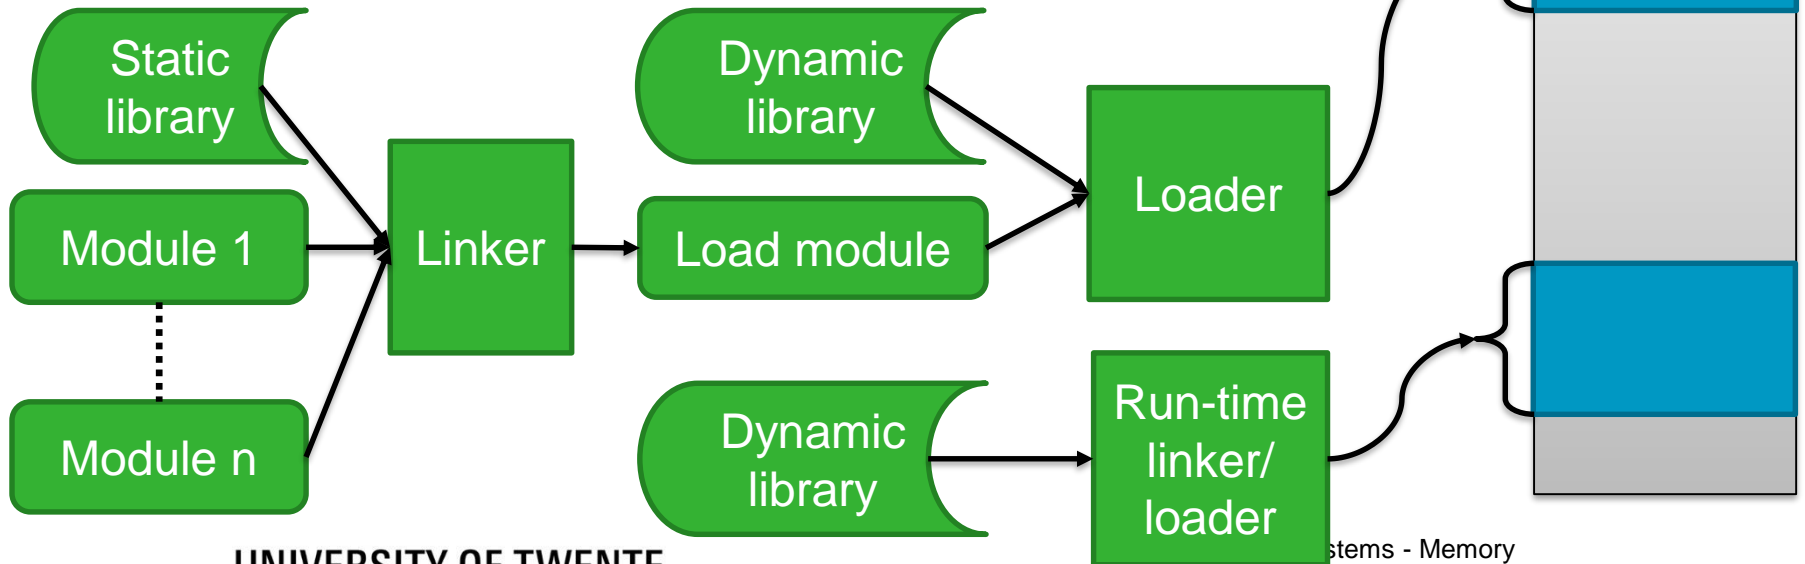 Static
library
Dynamic
library
Loader
Module 1
Linker
Load module
Module n
Dynamic
library
Run-time
linker/
loader
UNIVERSITY OF TWENTE
stems - Memory